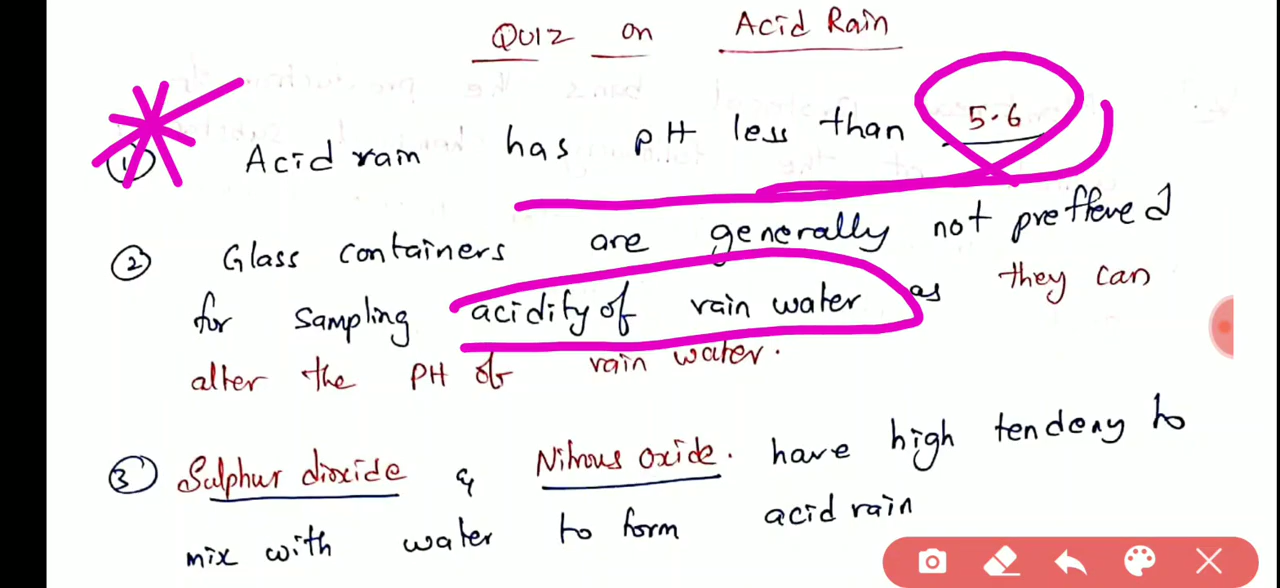 Quiz on Acid Rain
① Acid rain has pH less than 5.6
② Glass containers are generally not preffered
for sampling acidity of rain water as they can
alter the PH of rain water.
③ Sulphur dioxide & Nitrous Oxide. have high tendeny to
mix with water to form acid rain